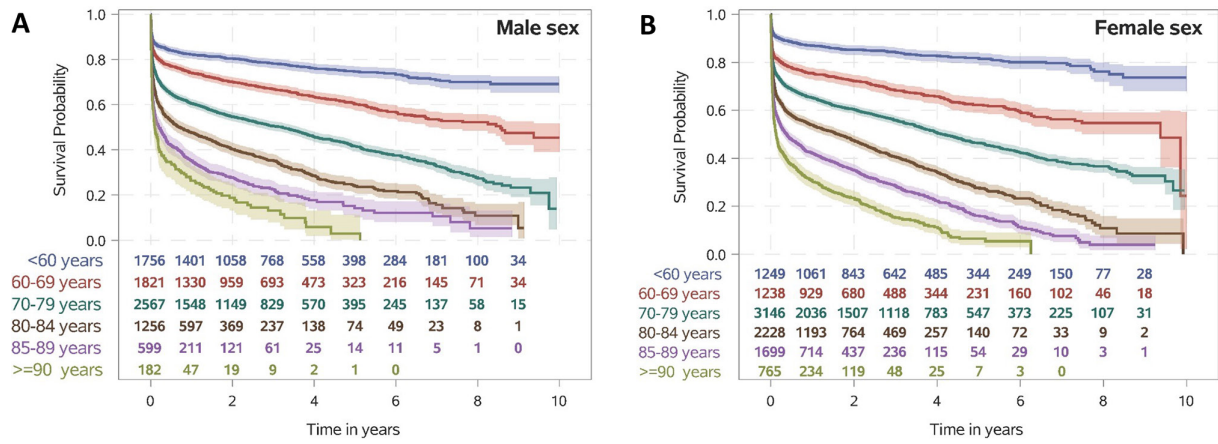 A
Male sex
Survival Probability
1.0
0.8
0.6
0.4
0.2
0.0
<60 years 1756 1401 1058 768 558 398 284 181 100 34
60-69 years 1821 1330 959 693 473 323 216 145 71 34
70-79 years 2567 1548 1149 829 570 395 245 137 58 15
80-84 years 1256 597 369 237 138 74 49 23 8 1
85-89 years 599 211 121 61 25 14 11 5 1 0
>=90 years 182 47 19 9 2 1 0
0 2 4 6 8 10
Time in years
B
Female sex
Survival Probability
1.0
0.8
0.6
0.4
0.2
0.0
<60 years 1249 1061 843 642 485 344 249 150 77 28
60-69 years 1238 929 680 488 344 231 160 102 46 18
70-79 years 3146 2036 1507 1118 783 547 373 225 107 31
80-84 years 2228 1193 764 469 257 140 72 33 9 2
85-89 years 1699 714 437 236 115 54 29 10 3 1
>=90 years 765 234 119 48 25 7 3 0
0 2 4 6 8 10
Time in years